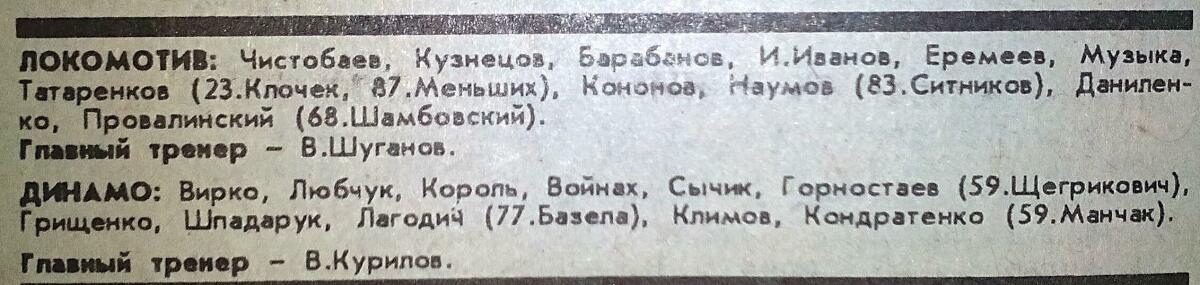 ЛОКОМОТИВ: Чистобаев, Кузнецов, Барабанов, И.Иванов, Еремеев, Музыка,
Татаренков (23.Клочек, 87.Меньших), Кононов, Наумов (83.Ситников), Данилен-
ко, Провалинский (68.Шамбовский).
Главный тренер – В.Шуганов.
ДИНАМО: Вирко, Любчук, Король, Войнах, Сычик, Горностаев (59.Щегрикович),
Грищенко, Шпадарук, Лагодич (77.Базела), Климов, Кондратенко (59.Манчак).
Главный тренер – В.Курилов.